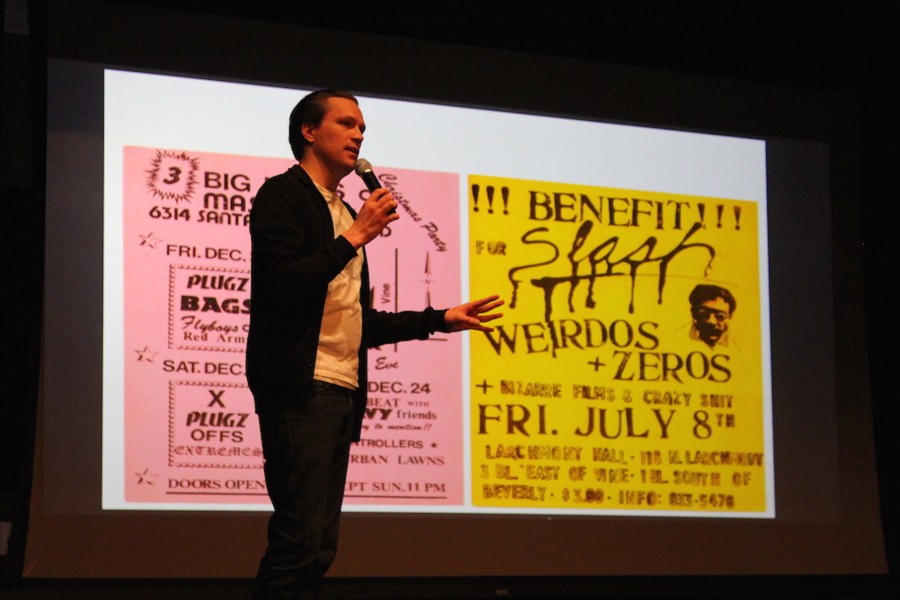 3
BIG
MAS
6314 SANTA
Christmas Party
FRI. DEC.
PLUGZ
BAGS
Flyboys
Red Army
Vine
Eve
SAT. DEC.
X
PLUGZ
OFFS
EXTREMES
DEC. 24
BEAT WITH
friends
to mention!!
URBAN LAWNS
DOORS OPEN
EPT SUN. 11 PM
!!! BENEFIT!!!
FOR
Slash
WEIRDOS
+ ZEROS
+ BIZARRE FILMS & CRAZY SHIT
FRI. JULY 8TH
LARCHMONT HALL · 118 N. LARCHMONT
3 BL. EAST OF VINE · 1 BL. SOUTH OF
BEVERLY · $3.00 · INFO: 933-5476